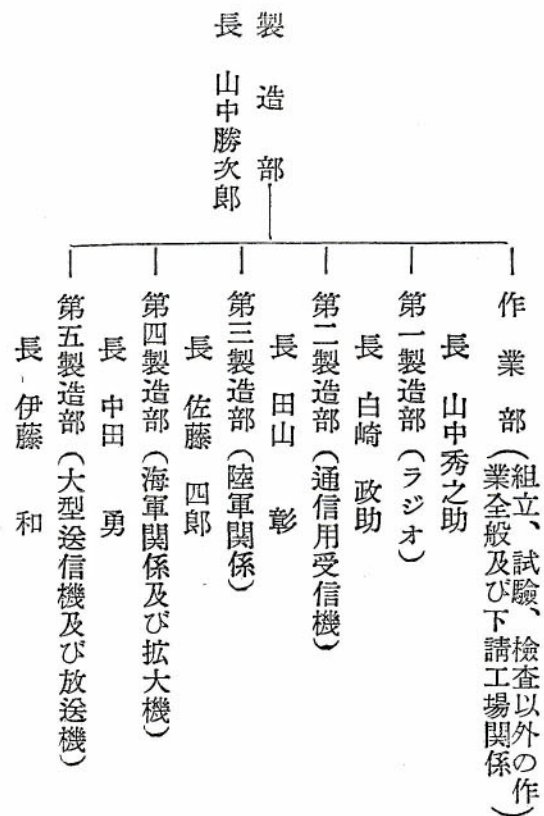 製造部
長 山中勝次郎
作業部(組立、試驗、檢査以外の作
業全般及び下請工場関係)
長 山中秀之助
第一製造部(ラジオ)
長 白崎政助
第二製造部(通信用受信機)
長 田山彰
第三製造部(陸軍関係)
長 佐藤四郎
第四製造部(海軍関係及び拡大機)
長 中田勇
第五製造部(大型送信機及び放送機)
長 伊藤和